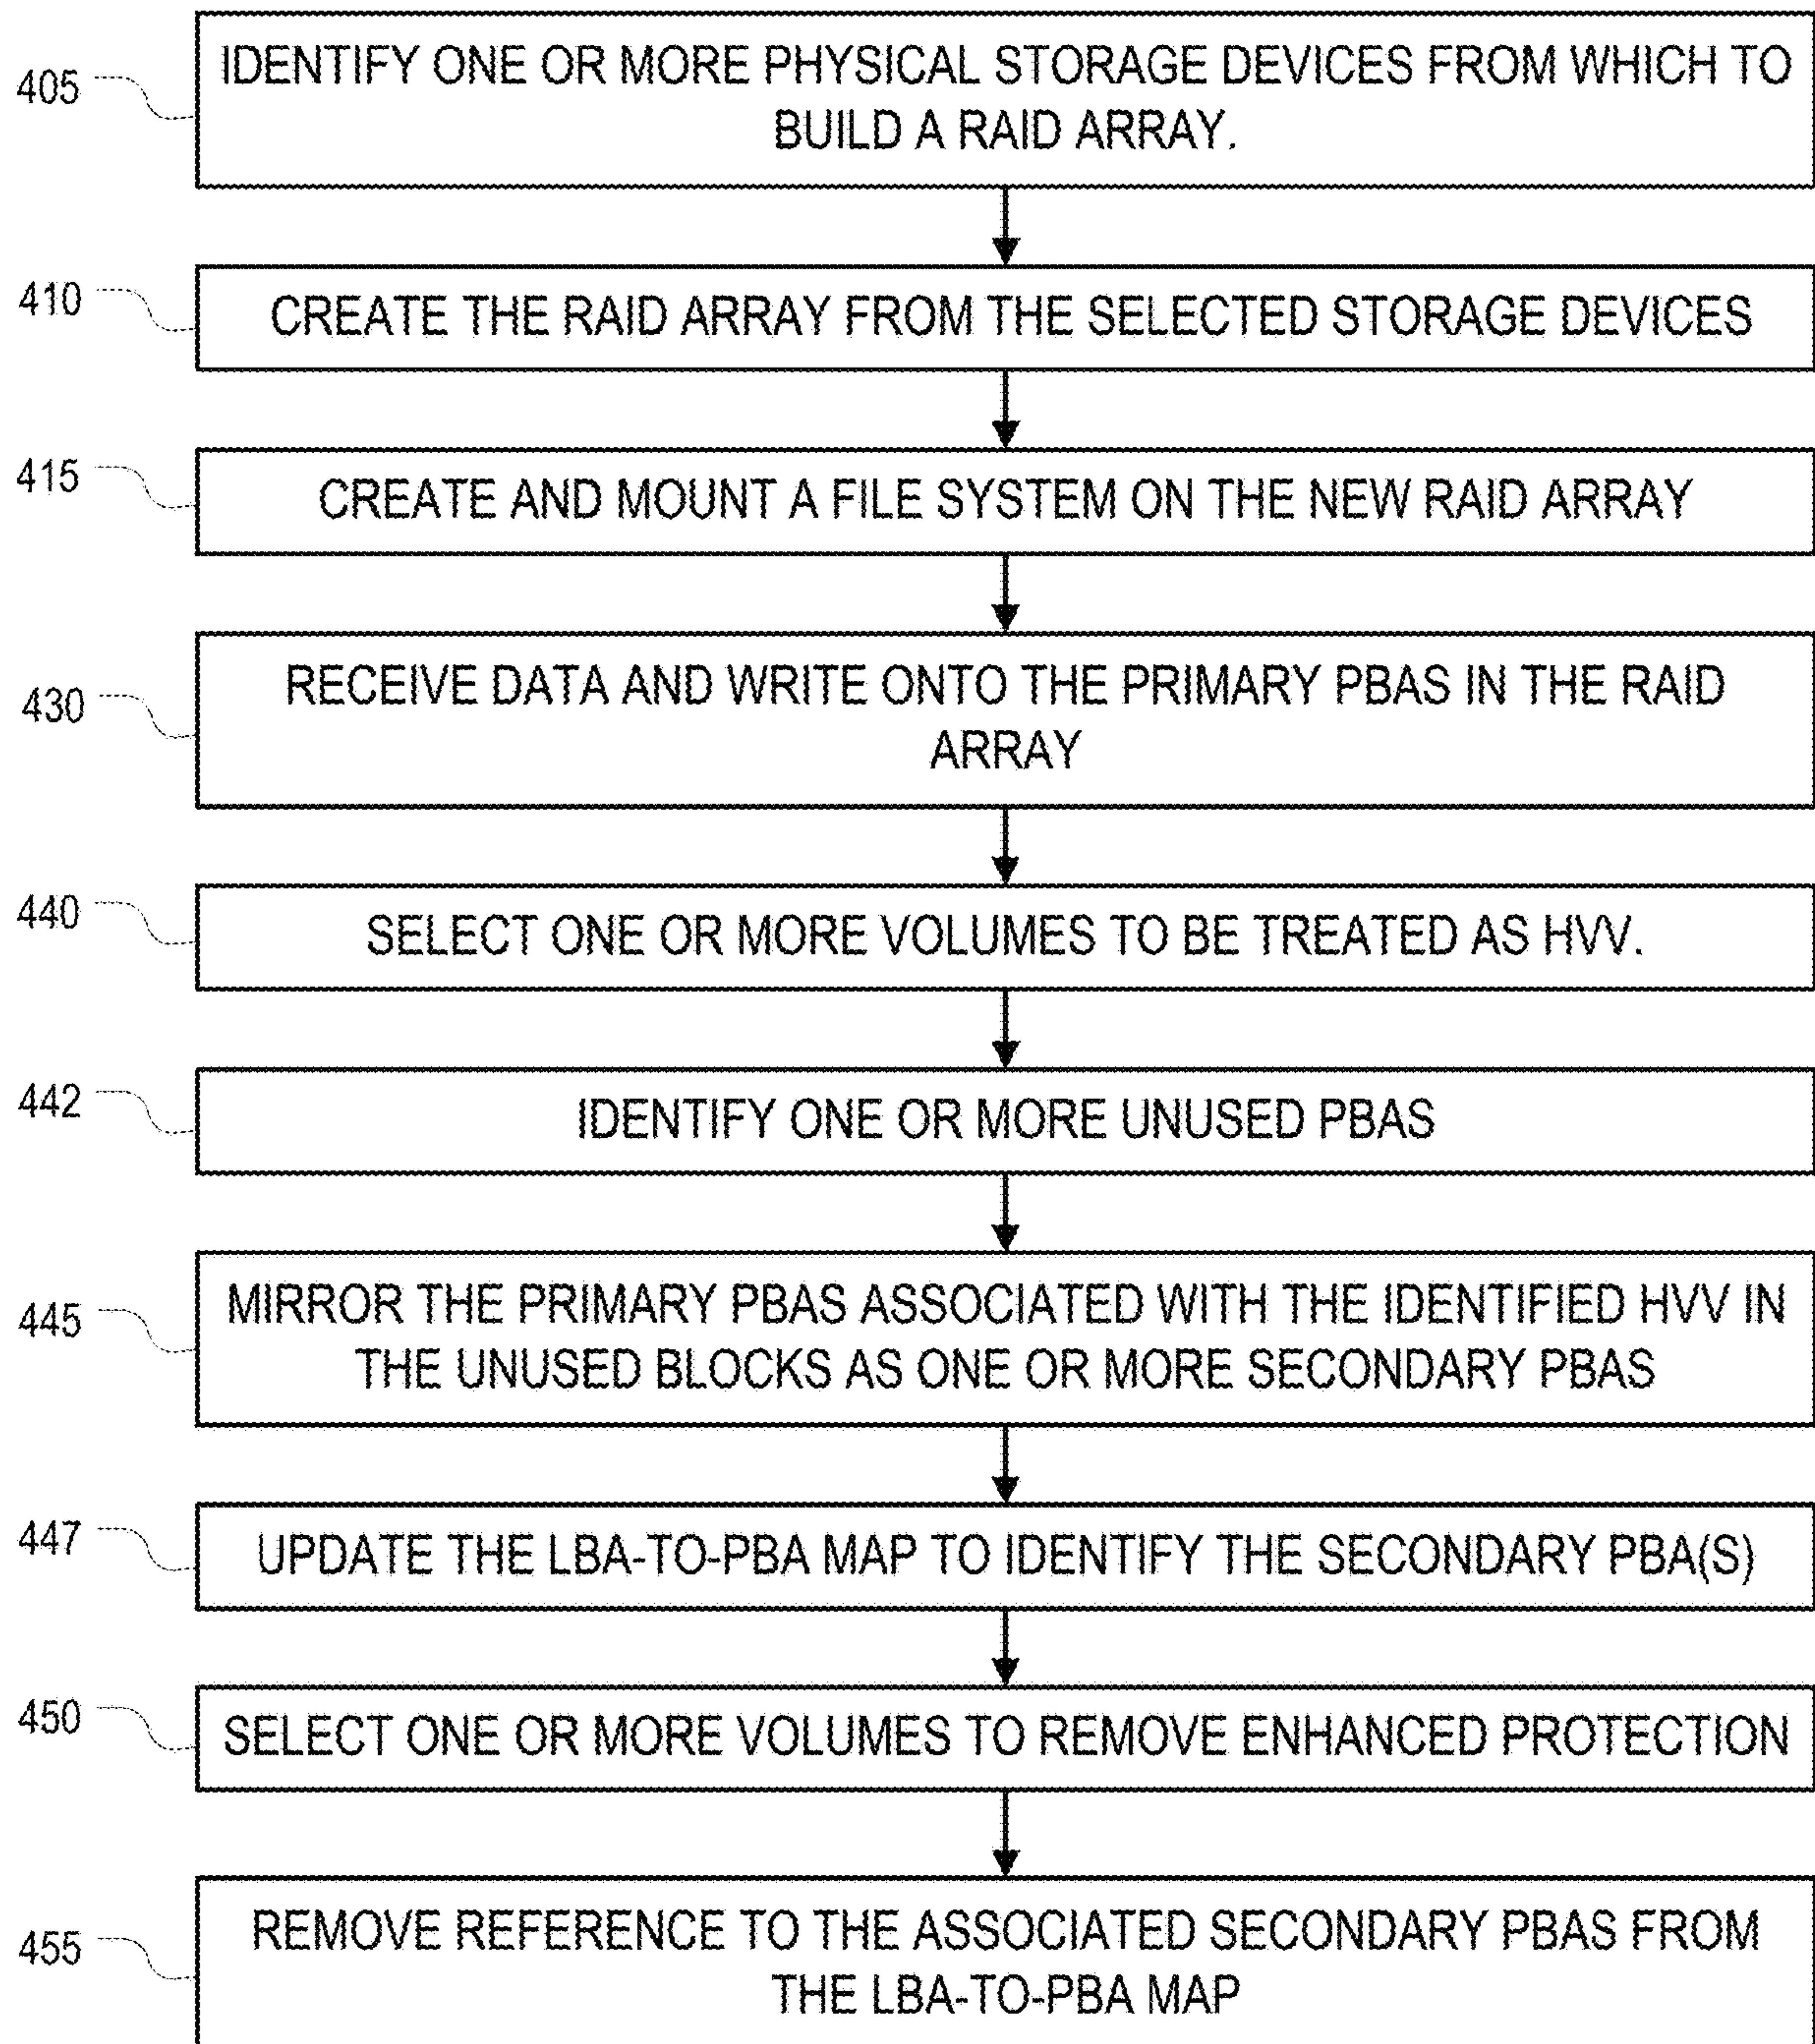 405
IDENTIFY ONE OR MORE PHYSICAL STORAGE DEVICES FROM WHICH TO
BUILD A RAID ARRAY.
410
CREATE THE RAID ARRAY FROM THE SELECTED STORAGE DEVICES
415
CREATE AND MOUNT A FILE SYSTEM ON THE NEW RAID ARRAY
430
RECEIVE DATA AND WRITE ONTO THE PRIMARY PBAS IN THE RAID
ARRAY
440
SELECT ONE OR MORE VOLUMES TO BE TREATED AS HVV.
442
IDENTIFY ONE OR MORE UNUSED PBAS
445
MIRROR THE PRIMARY PBAS ASSOCIATED WITH THE IDENTIFIED HVV IN
THE UNUSED BLOCKS AS ONE OR MORE SECONDARY PBAS
447
UPDATE THE LBA-TO-PBA MAP TO IDENTIFY THE SECONDARY PBA(S)
450
SELECT ONE OR MORE VOLUMES TO REMOVE ENHANCED PROTECTION
455
REMOVE REFERENCE TO THE ASSOCIATED SECONDARY PBAS FROM
THE LBA-TO-PBA MAP